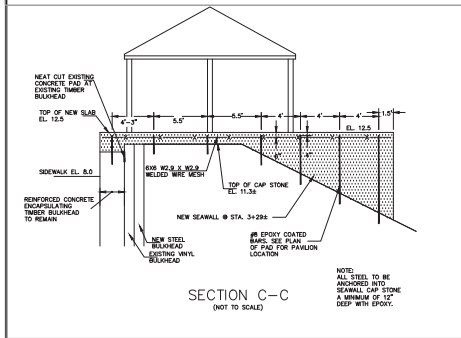 NEAT CUT EXISTING
CONCRETE PAD AT
EXISTING TIMBER
BULKHEAD
TOP OF NEW SLAB
EL. 12.5
4'-3"
5.5'
5.5'
4'
4'
4'
1.5'
EL. 12.5
6"
4"
SIDEWALK EL. 8.0
6X6 W2.9 X W2.9
WELDED WIRE MESH
TOP OF CAP STONE
EL. 11.3±
REINFORCED CONCRETE
ENCAPSULATING
TIMBER BULKHEAD
TO REMAIN
NEW SEAWALL @ STA. 3+29±
NEW STEEL
BULKHEAD
EXISTING VINYL
BULKHEAD
#8 EPOXY COATED
BARS. SEE PLAN
OF PAD FOR PAVILION
LOCATION
NOTE:
ALL STEEL TO BE
ANCHORED INTO
SEAWALL CAP STONE
A MINIMUM OF 12"
DEEP WITH EPOXY.
SECTION C-C
(NOT TO SCALE)